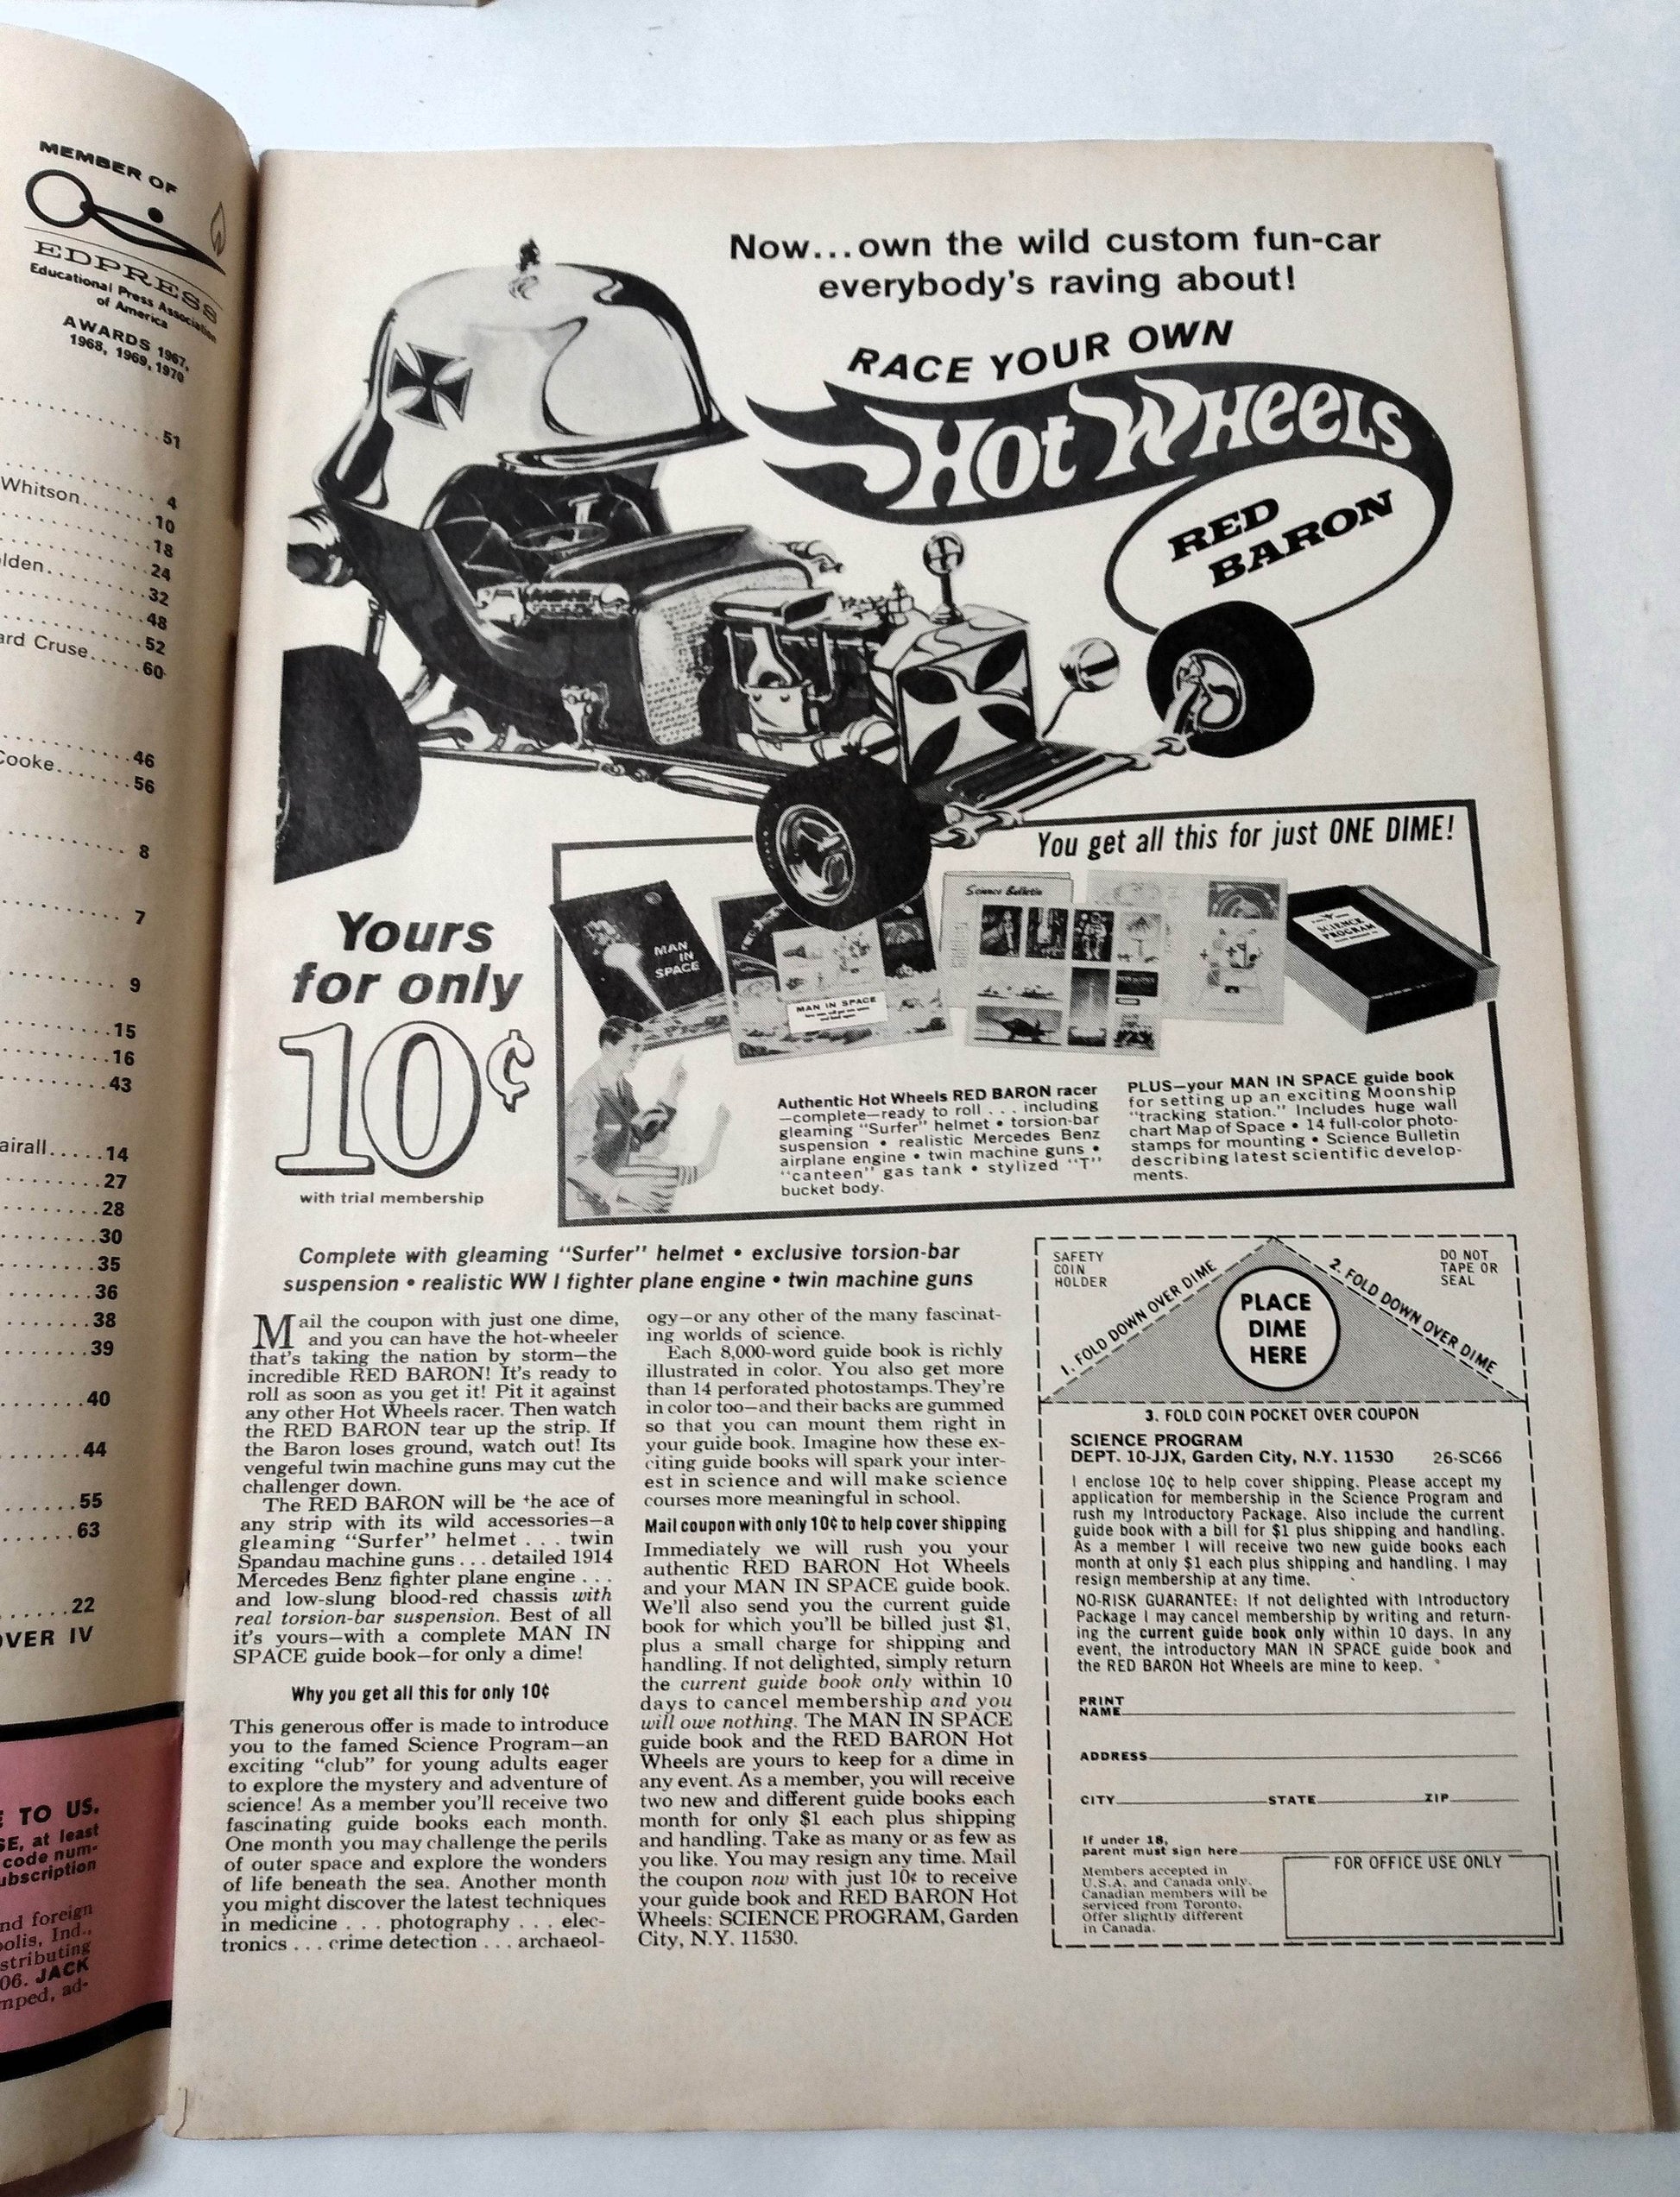 MEMBER OF
EDPRESS
Educational Press Association
of America
AWARDS 1967,
1968, 1969, 1970
51
4
Whitson 10
18
24
lden 32
48
52
ard Cruse 60
46
Cooke 56
8
7
9
15
16
43
airall 14
27
28
30
35
36
38
39
40
44
55
63
22
OVER IV
E TO US.
SE, at least
code num-
ubscription
nd foreign
polis, Ind.,
stributing
06. JACK
mped, ad-
Now...own the wild custom fun-car
everybody's raving about!
RACE YOUR OWN
Hot Wheels
RED
BARON
You get all this for just ONE DIME!
Yours
for only
10¢
with trial membership
MAN
IN
SPACE
MAN IN SPACE
Science Bulletin
SCIENCE
PROGRAM
Authentic Hot Wheels RED BARON racer
—complete—ready to roll . . . including
gleaming "Surfer" helmet • torsion-bar
suspension • realistic Mercedes Benz
airplane engine • twin machine guns •
"canteen" gas tank • stylized "T"
bucket body.
PLUS—your MAN IN SPACE guide book
for setting up an exciting Moonship
"tracking station." Includes huge wall
chart Map of Space • 14 full-color photo-
stamps for mounting • Science Bulletin
describing latest scientific develop-
ments.
Complete with gleaming "Surfer" helmet • exclusive torsion-bar
suspension • realistic WW I fighter plane engine • twin machine guns
Mail the coupon with just one dime,
and you can have the hot-wheeler
that's taking the nation by storm—the
incredible RED BARON! It's ready to
roll as soon as you get it! Pit it against
any other Hot Wheels racer. Then watch
the RED BARON tear up the strip. If
the Baron loses ground, watch out! Its
vengeful twin machine guns may cut the
challenger down.
The RED BARON will be the ace of
any strip with its wild accessories—a
gleaming "Surfer" helmet . . . twin
Spandau machine guns . . . detailed 1914
Mercedes Benz fighter plane engine . . .
and low-slung blood-red chassis with
real torsion-bar suspension. Best of all
it's yours—with a complete MAN IN
SPACE guide book—for only a dime!
Why you get all this for only 10¢
This generous offer is made to introduce
you to the famed Science Program—an
exciting "club" for young adults eager
to explore the mystery and adventure of
science! As a member you'll receive two
fascinating guide books each month.
One month you may challenge the perils
of outer space and explore the wonders
of life beneath the sea. Another month
you might discover the latest techniques
in medicine . . . photography . . . elec-
tronics . . . crime detection . . . archaeol-
ogy—or any other of the many fascinat-
ing worlds of science.
Each 8,000-word guide book is richly
illustrated in color. You also get more
than 14 perforated photostamps. They're
in color too—and their backs are gummed
so that you can mount them right in
your guide book. Imagine how these ex-
citing guide books will spark your inter-
est in science and will make science
courses more meaningful in school.
Mail coupon with only 10¢ to help cover shipping
Immediately we will rush you your
authentic RED BARON Hot Wheels
and your MAN IN SPACE guide book.
We'll also send you the current guide
book for which you'll be billed just $1,
plus a small charge for shipping and
handling. If not delighted, simply return
the current guide book only within 10
days to cancel membership and you
will owe nothing. The MAN IN SPACE
guide book and the RED BARON Hot
Wheels are yours to keep for a dime in
any event. As a member, you will receive
two new and different guide books each
month for only $1 each plus shipping
and handling. Take as many or as few as
you like. You may resign any time. Mail
the coupon now with just 10¢ to receive
your guide book and RED BARON Hot
Wheels: SCIENCE PROGRAM, Garden
City, N.Y. 11530.
SAFETY
COIN
HOLDER
1. FOLD DOWN OVER DIME
PLACE
DIME
HERE
2. FOLD DOWN OVER DIME
DO NOT
TAPE OR
SEAL
3. FOLD COIN POCKET OVER COUPON
SCIENCE PROGRAM
DEPT. 10-JJX, Garden City, N.Y. 11530 26-SC66
I enclose 10¢ to help cover shipping. Please accept my
application for membership in the Science Program and
rush my Introductory Package. Also include the current
guide book with a bill for $1 plus shipping and handling.
As a member I will receive two new guide books each
month at only $1 each plus shipping and handling. I may
resign membership at any time.
NO-RISK GUARANTEE: If not delighted with Introductory
Package I may cancel membership by writing and return-
ing the current guide book only within 10 days. In any
event, the introductory MAN IN SPACE guide book and
the RED BARON Hot Wheels are mine to keep.
PRINT
NAME
ADDRESS
CITY STATE ZIP
If under 18,
parent must sign here
Members accepted in
U.S.A. and Canada only.
Canadian members will be
serviced from Toronto.
Offer slightly different
in Canada.
FOR OFFICE USE ONLY